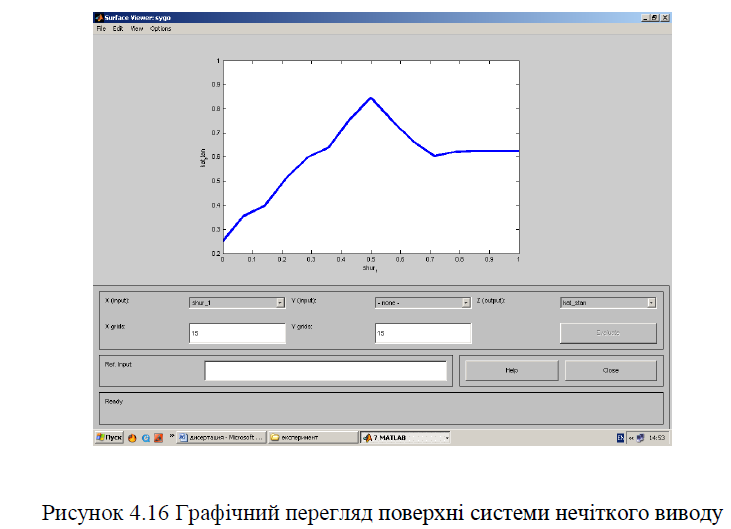 Surface Viewer: sygo
File Edit View Options
1
0.9
0.8
0.7
0.6
0.5
0.4
0.3
0.2
0 0.1 0.2 0.3 0.4 0.5 0.6 0.7 0.8 0.9 1
shur1
X (input): shur_1 Y (input): - none - Z (output): kol_stan
X grids: 15 Y grids: 15 Evaluate
Ref. Input: Help Close
Ready
Пуск » дисертация - Microsoft ... експеримент 7 MATLAB EN « 14:53
Рисунок 4.16 Графічний перегляд поверхні системи нечіткого виводу